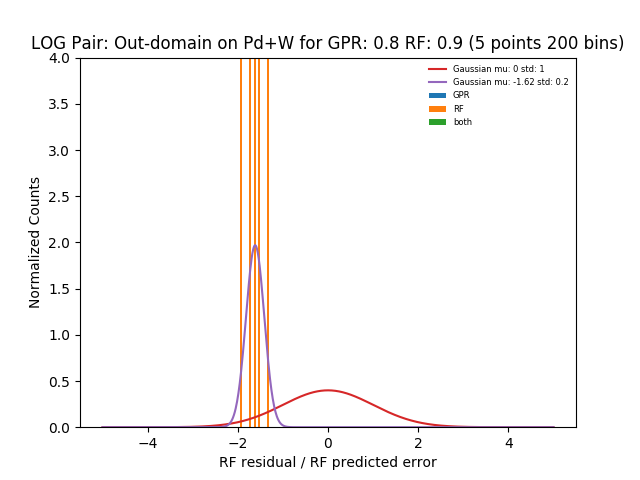 LOG Pair: Out-domain on Pd+W for GPR: 0.8 RF: 0.9 (5 points 200 bins)
Gaussian mu: 0 std: 1
Gaussian mu: -1.62 std: 0.2
GPR
RF
both
Normalized Counts
4.0
3.5
3.0
2.5
2.0
1.5
1.0
0.5
0.0
−4
−2
0
2
4
RF residual / RF predicted error